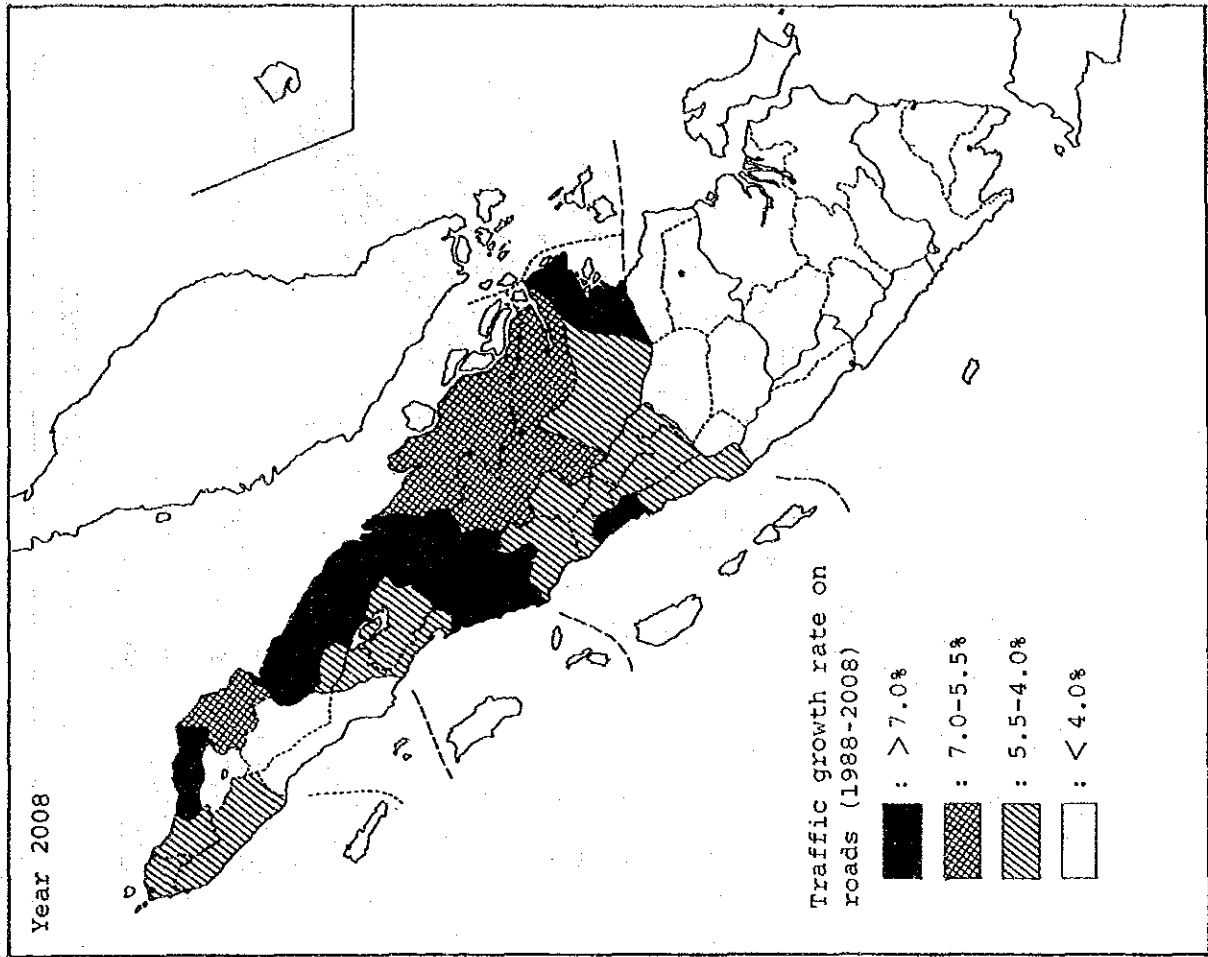 Year 2008
Traffic growth rate on
roads (1988-2008)
: >7.0%
: 7.0-5.5%
: 5.5-4.0%
: <4.0%